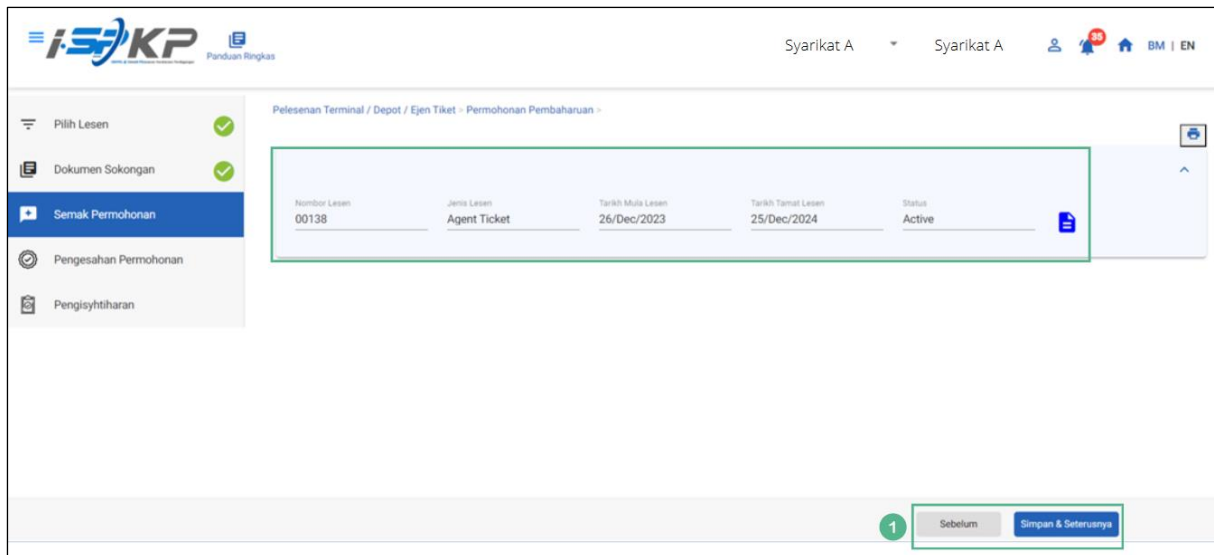 i-SPKP
Panduan Ringkas
Syarikat A
Syarikat A
35
BM | EN
Pilih Lesen
Dokumen Sokongan
Semak Permohonan
Pengesahan Permohonan
Pengisyhtiharan
Pelesenan Terminal / Depot / Ejen Tiket > Permohonan Pembaharuan >
Nombor Lesen
00138
Jenis Lesen
Agent Ticket
Tarikh Mula Lesen
26/Dec/2023
Tarikh Tamat Lesen
25/Dec/2024
Status
Active
1
Sebelum
Simpan & Seterusnya